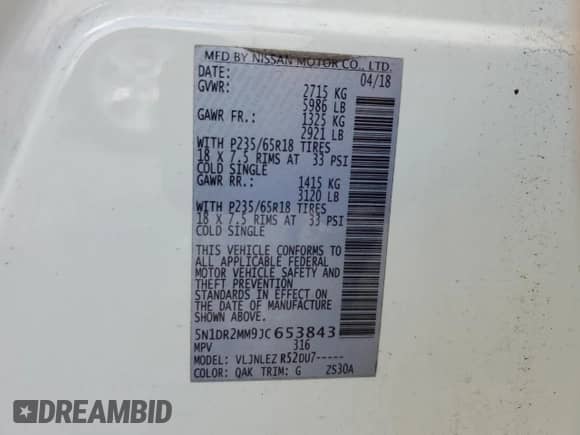 MFD BY NISSAN MOTOR CO., LTD.
DATE: 04/18
GVWR: 2715 KG
5986 LB
GAWR FR.: 1325 KG
2921 LB
WITH P235/65R18 TIRES
18 X 7.5 RIMS AT 33 PSI
COLD SINGLE
GAWR RR.: 1415 KG
3120 LB
WITH P235/65R18 TIRES
18 X 7.5 RIMS AT 33 PSI
COLD SINGLE
THIS VEHICLE CONFORMS TO
ALL APPLICABLE FEDERAL
MOTOR VEHICLE SAFETY AND
THEFT PREVENTION
STANDARDS IN EFFECT ON
THE DATE OF MANUFACTURE
SHOWN ABOVE
5N1DR2MM9JC653843
MPV 316
MODEL: VLJNLEZ R52DU7-----
COLOR: QAK TRIM: G ZS30A
DREAMBID